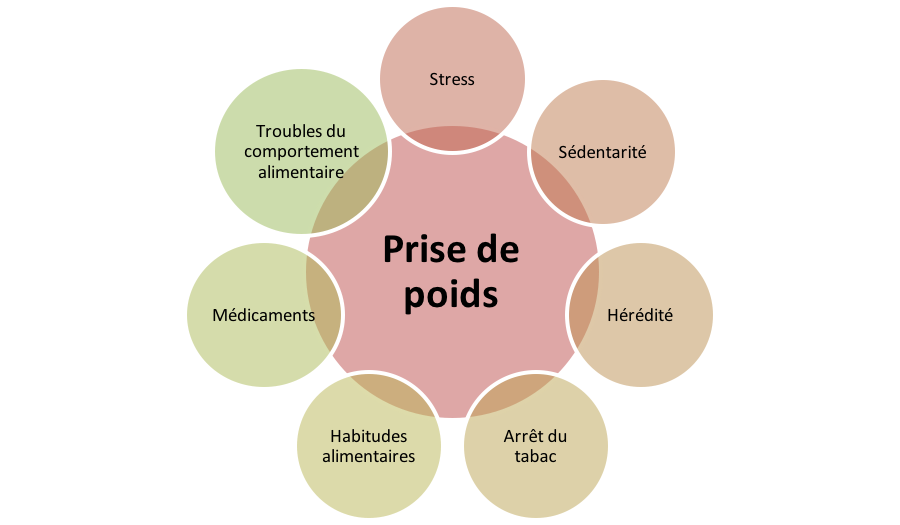 Stress
Sédentarité
Hérédité
Arrêt du
tabac
Habitudes
alimentaires
Médicaments
Troubles du
comportement
alimentaire
Prise de
poids